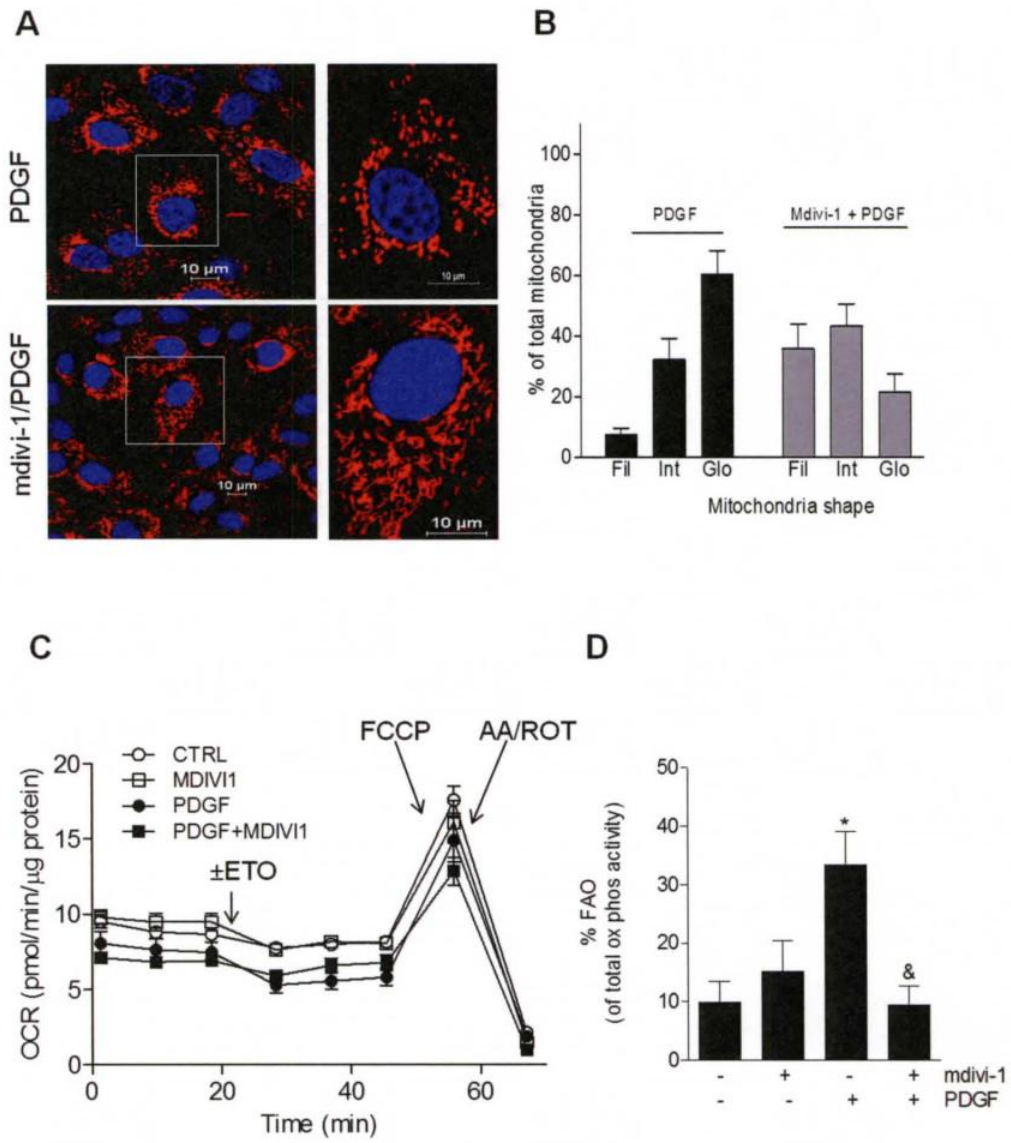 A
PDGF
10 µm
10 µm
mdivi-1/PDGF
10 µm
10 µm
B
% of total mitochondria
100
80
60
40
20
0
PDGF
Mdivi-1 + PDGF
Fil Int Glo Fil Int Glo
Mitochondria shape
C
FCCP AA/ROT
CTRL
MDIVI1
PDGF
PDGF+MDIVI1
±ETO
OCR (pmol/min/µg protein)
20
15
10
5
0
0 20 40 60
Time (min)
D
% FAO
(of total ox phos activity)
50
40
30
20
10
0
*
&
- + - + mdivi-1
- - + + PDGF